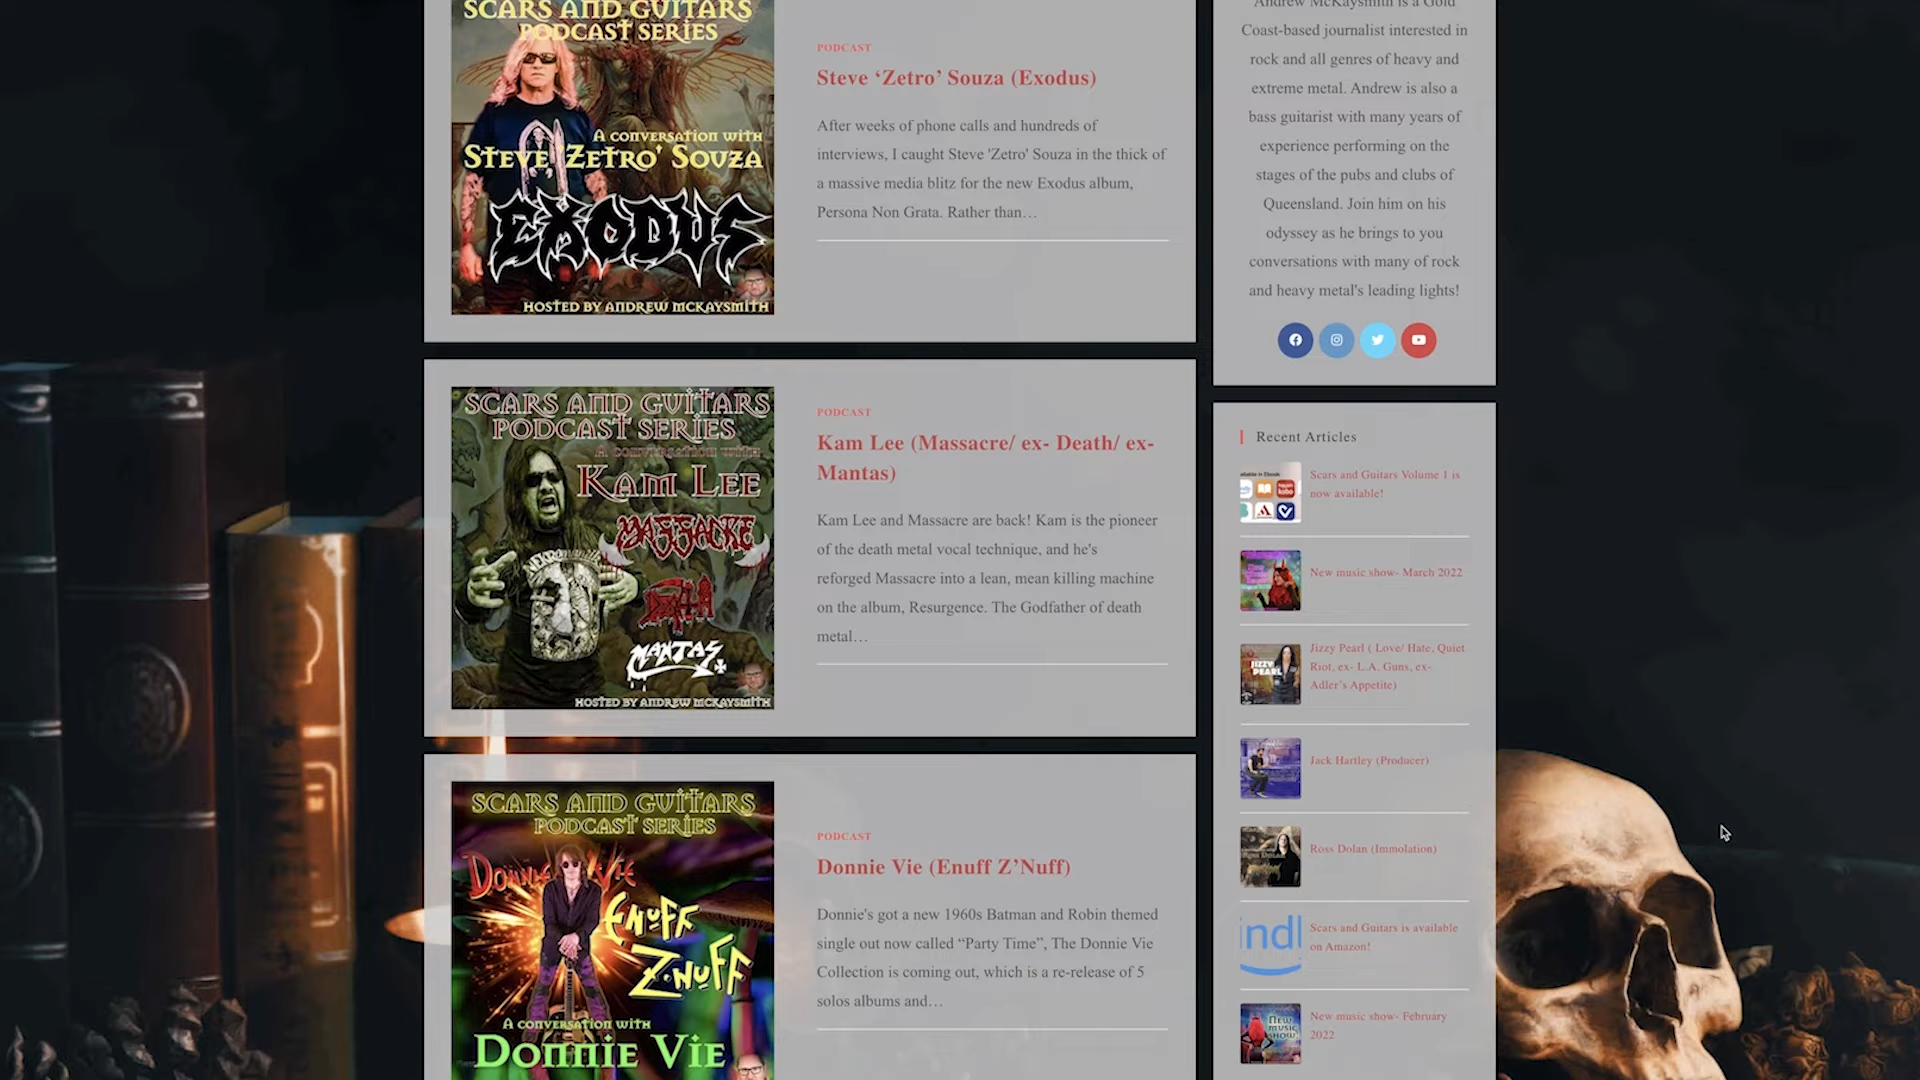 SCARS AND GUITARS
PODCAST SERIES
A CONVERSATION WITH
STEVE 'ZETRO' SOUZA
EXODUS
HOSTED BY ANDREW MCKAYSMITH
PODCAST
Steve ‘Zetro’ Souza (Exodus)
After weeks of phone calls and hundreds of
interviews, I caught Steve 'Zetro' Souza in the thick of
a massive media blitz for the new Exodus album,
Persona Non Grata. Rather than…
SCARS AND GUITARS
PODCAST SERIES
A CONVERSATION WITH
KAM LEE
MASSACRE
DEATH
MANTAS
HOSTED BY ANDREW MCKAYSMITH
PODCAST
Kam Lee (Massacre/ ex- Death/ ex-
Mantas)
Kam Lee and Massacre are back! Kam is the pioneer
of the death metal vocal technique, and he's
reforged Massacre into a lean, mean killing machine
on the album, Resurgence. The Godfather of death
metal…
SCARS AND GUITARS
PODCAST SERIES
DONNIE VIE
ENUFF
Z'NUFF
A CONVERSATION WITH
DONNIE VIE
PODCAST
Donnie Vie (Enuff Z’Nuff)
Donnie's got a new 1960s Batman and Robin themed
single out now called “Party Time”, The Donnie Vie
Collection is coming out, which is a re-release of 5
solos albums and…
Andrew McKaysmith is a Gold
Coast-based journalist interested in
rock and all genres of heavy and
extreme metal. Andrew is also a
bass guitarist with many years of
experience performing on the
stages of the pubs and clubs of
Queensland. Join him on his
odyssey as he brings to you
conversations with many of rock
and heavy metal's leading lights!
Recent Articles
Scars and Guitars Volume 1 is
now available!
New music show- March 2022
JIZZY
PEARL
Jizzy Pearl ( Love/ Hate, Quiet
Riot, ex- L.A. Guns, ex-
Adler’s Appetite)
Jack Hartley (Producer)
Ross Dolan (Immolation)
indl
Scars and Guitars is available
on Amazon!
NEW
MUSIC
SHOW
New music show- February
2022